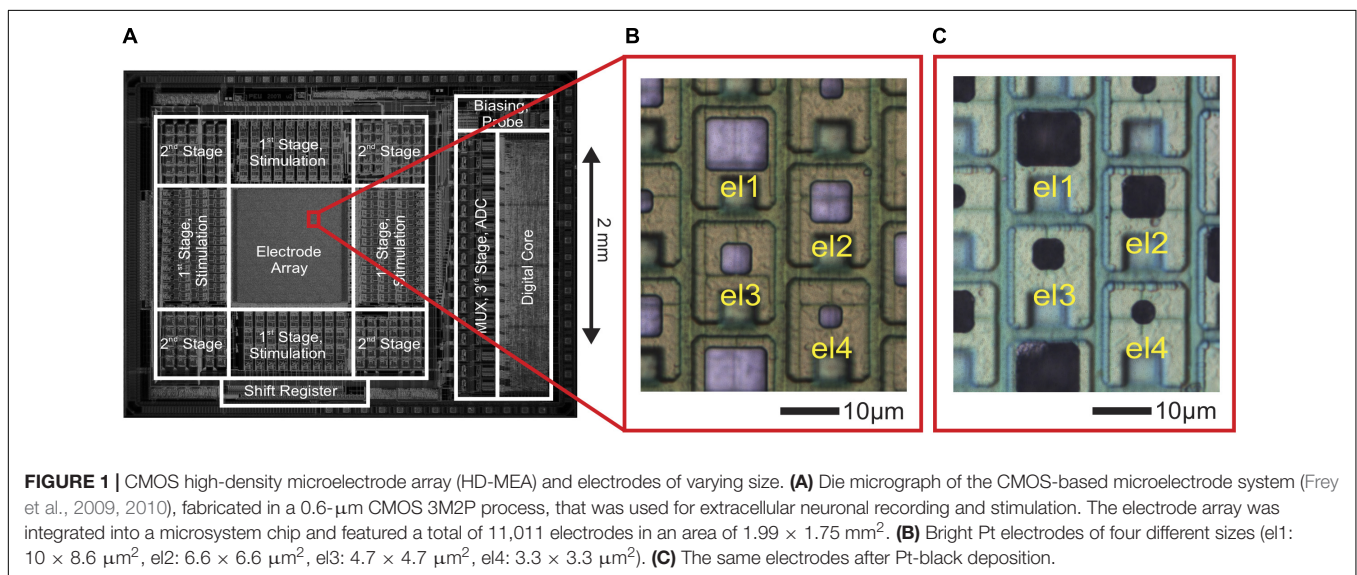 A
B
C
2nd Stage
1st Stage,
Stimulation
2nd Stage
Biasing,
Probe
1st Stage,
Stimulation
Electrode
Array
1st Stage,
Stimulation
MUX, 3rd Stage, ADC
Digital Core
2 mm
2nd Stage
1st Stage,
Stimulation
2nd Stage
Shift Register
el1
el2
el3
el4
10µm
el1
el2
el3
el4
10µm
FIGURE 1 | CMOS high-density microelectrode array (HD-MEA) and electrodes of varying size. (A) Die micrograph of the CMOS-based microelectrode system (Frey
et al., 2009, 2010), fabricated in a 0.6-µm CMOS 3M2P process, that was used for extracellular neuronal recording and stimulation. The electrode array was
integrated into a microsystem chip and featured a total of 11,011 electrodes in an area of 1.99 × 1.75 mm². (B) Bright Pt electrodes of four different sizes (el1:
10 × 8.6 µm², el2: 6.6 × 6.6 µm², el3: 4.7 × 4.7 µm², el4: 3.3 × 3.3 µm²). (C) The same electrodes after Pt-black deposition.